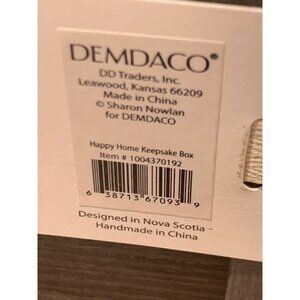 DEMDACO®
DD Traders, Inc.
Leawood, Kansas 66209
Made in China
© Sharon Nowlan
for DEMDACO
Happy Home Keepsake Box
Item # 1004370192
6 38713 67093 9
Designed in Nova Scotia -
Handmade in China